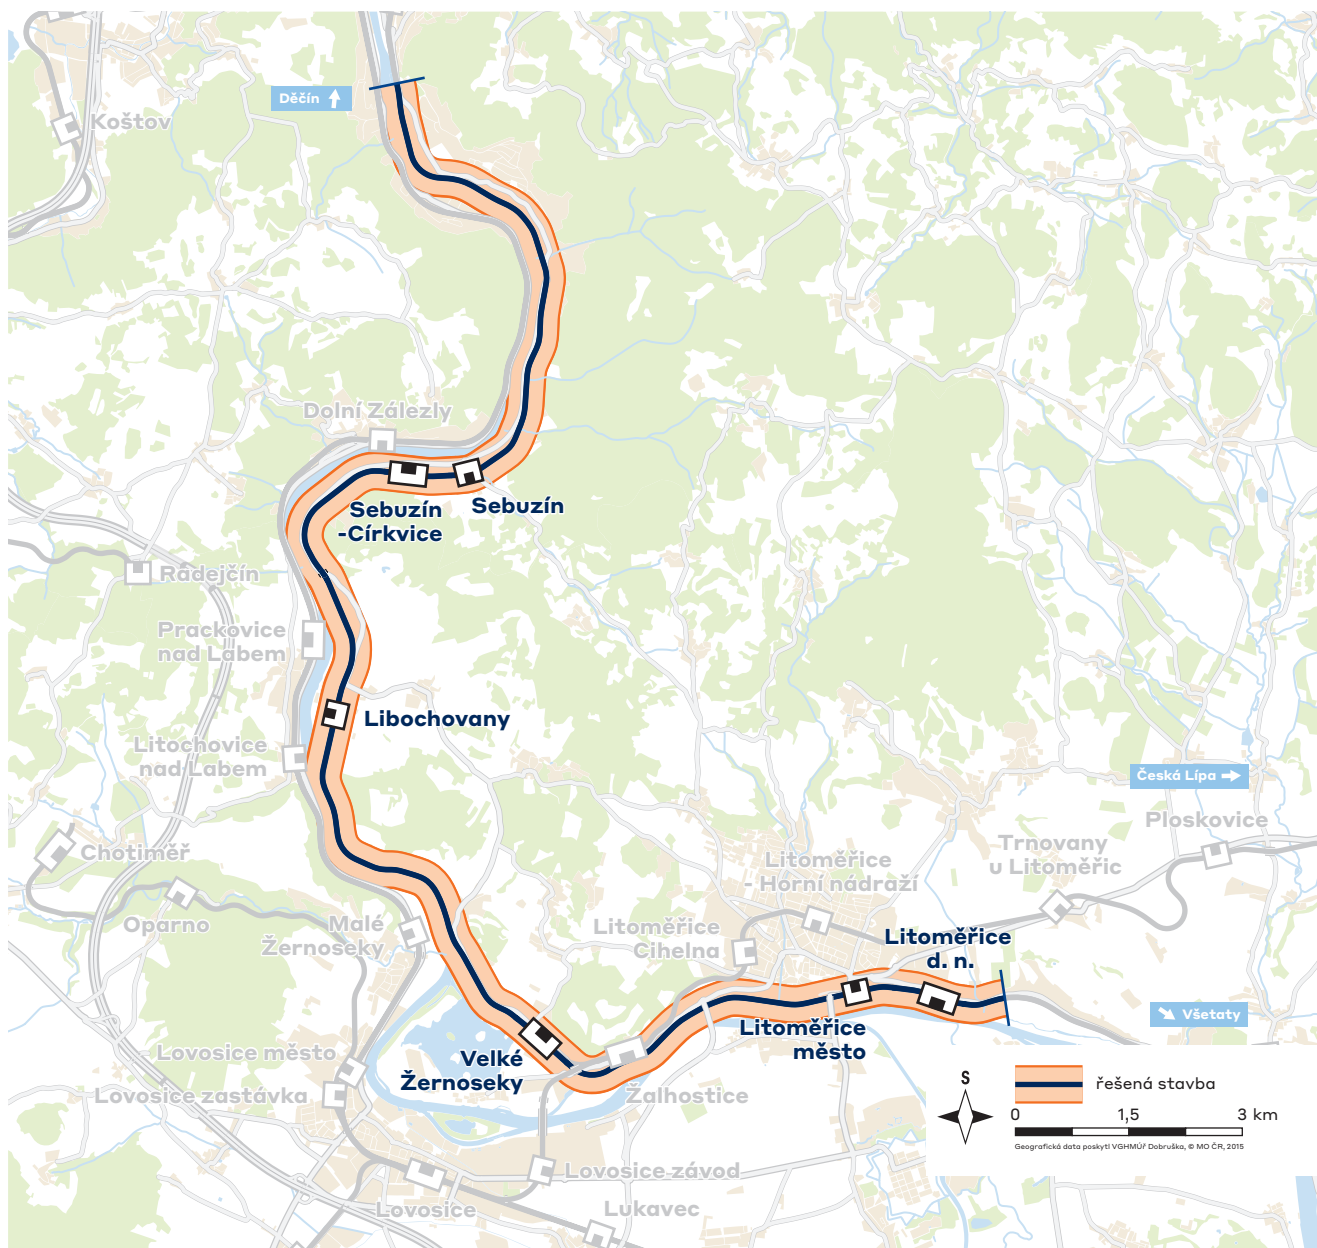 Děčín
Koštov
Dolní Zálezly
Sebuzín
-Církvice
Sebuzín
Radejčín
Prackovice
nad Labem
Libochovany
Litochovice
nad Labem
Česká Lípa
Ploskovice
Trnovany
u Litoměřic
Chotiměř
Litoměřice
- Horní nádraží
Oparno
Malé
Žernoseky
Litoměřice
Cihelna
Litoměřice
d. n.
Všetaty
Litoměřice
město
Velké
Žernoseky
Lovosice město
Lovosice zastávka
Žalhostice
Lovosice závod
Lovosice
Lukavec
S
řešená stavba
0 1,5 3 km
Geografická data poskytl VGHMÚř Dobruška, © MO ČR, 2015